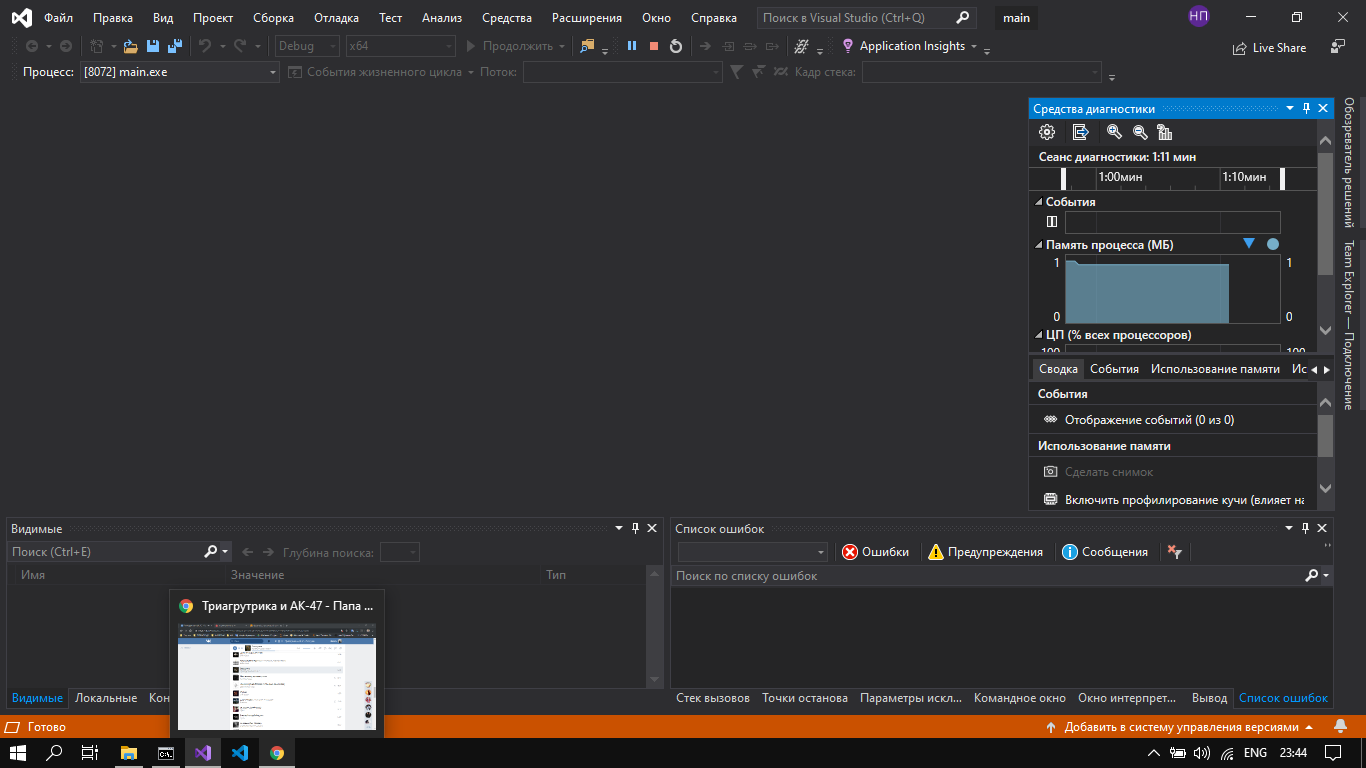 Файл Правка Вид Проект Сборка Отладка Тест Анализ Средства Расширения Окно Справка Поиск в Visual Studio (Ctrl+Q) main НП
Debug x64 Продолжить Application Insights Live Share
Процесс: [8072] main.exe События жизненного цикла Поток: Кадр стека:
Средства диагностики
Сеанс диагностики: 1:11 мин
1:00мин 1:10мин
События
Память процесса (МБ)
1 1
0 0
ЦП (% всех процессоров)
100 100
Сводка События Использование памяти Ис
События
Отображение событий (0 из 0)
Использование памяти
Сделать снимок
Включить профилирование кучи (влияет на
Обозреватель решений
Team Explorer — Подключение
Видимые
Поиск (Ctrl+E) Глубина поиска:
Имя Значение Тип
Триагрутрика и АК-47 - Папа ...
Видимые Локальные Кон
Список ошибок
Ошибки Предупреждения Сообщения
Поиск по списку ошибок
Стек вызовов Точки останова Параметры искл... Командное окно Окно интерпрет... Вывод Список ошибок
Готово Добавить в систему управления версиями
ENG 23:44